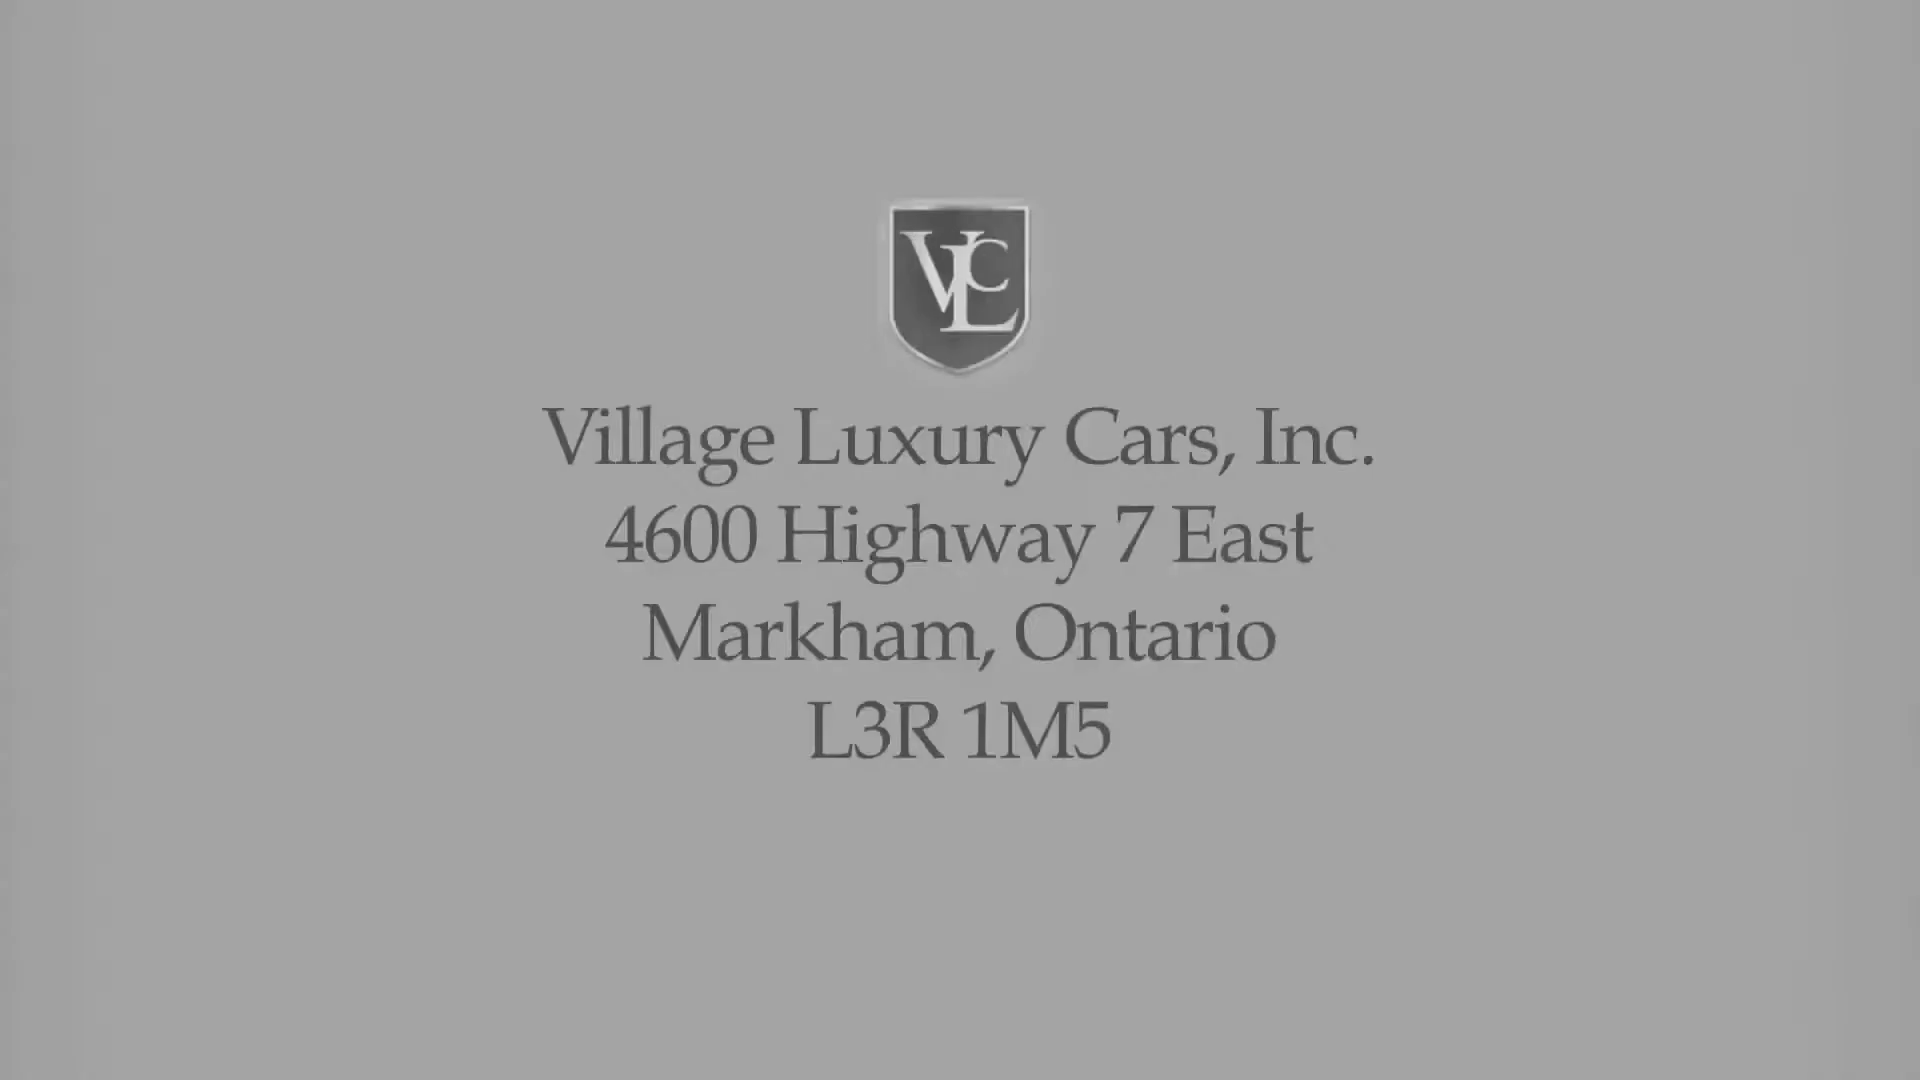 VLC
Village Luxury Cars, Inc.
4600 Highway 7 East
Markham, Ontario
L3R 1M5